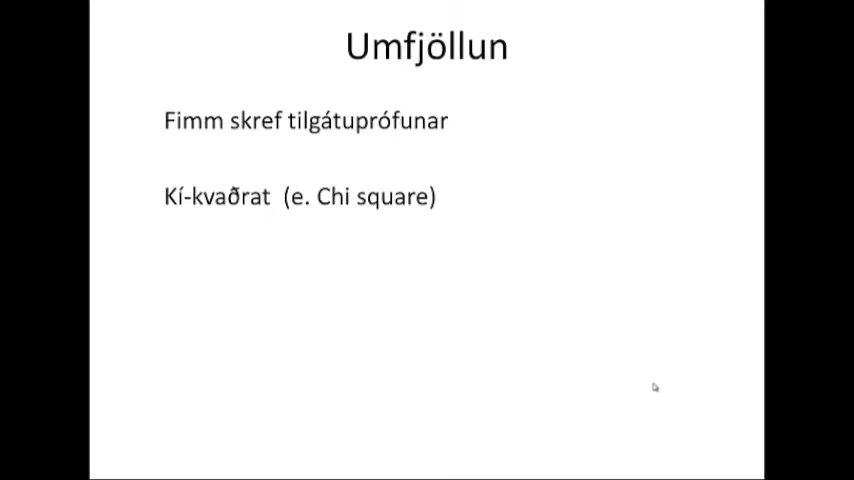 Umfjöllun
Fimm skref tilgátuprófunar
Kí-kvaðrat (e. Chi square)